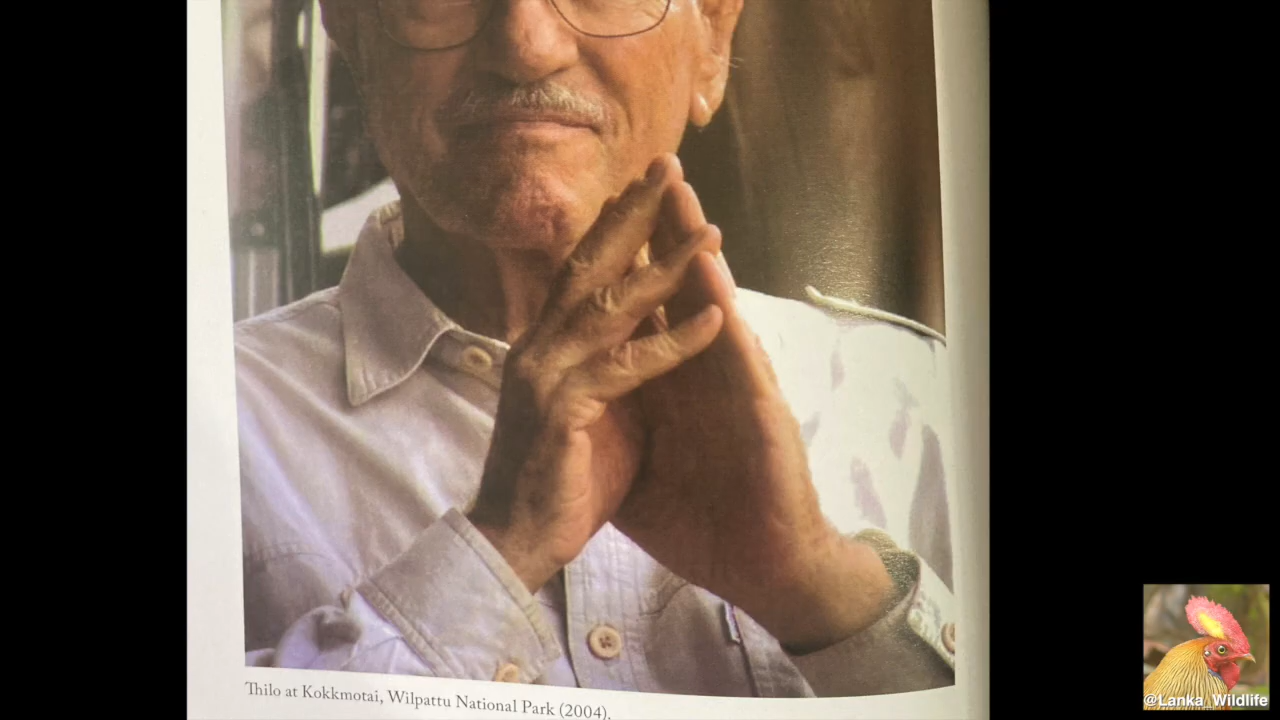 Thilo at Kokkmotai, Wilpattu National Park (2004).
@Lanka_Wildlife